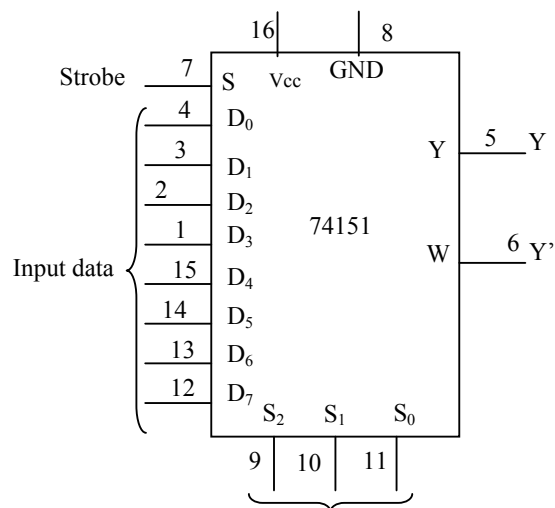 16 8
Strobe 7 S Vcc GND
4 D₀
3 D₁
Y 5 Y
2 D₂
1 D₃ 74151
Input data 15 D₄ W 6 Y’
14 D₅
13 D₆
12 D₇
S₂ S₁ S₀
9 10 11